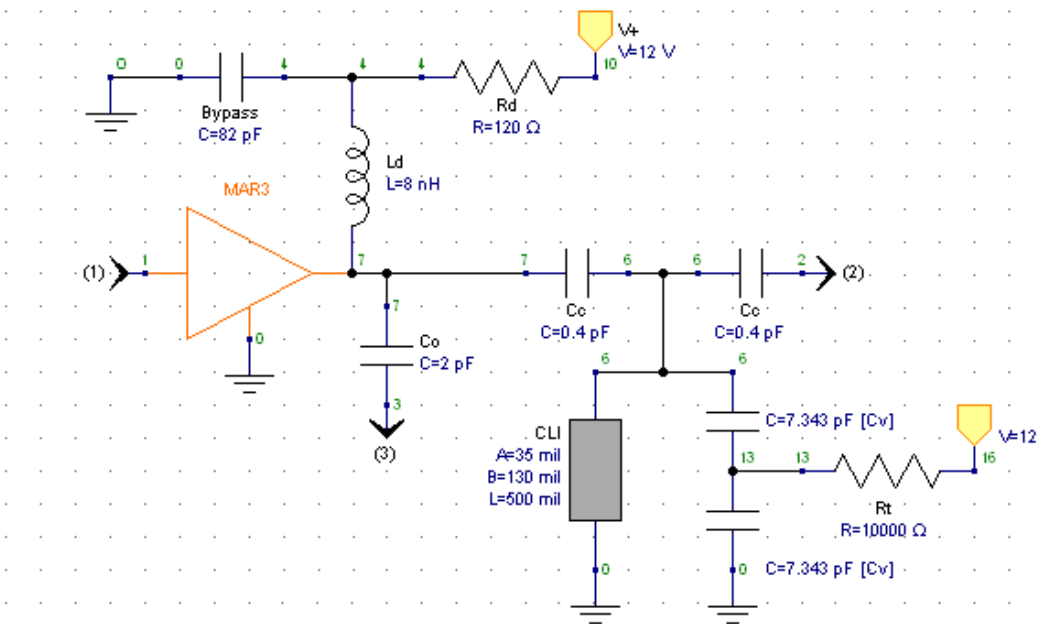 V+
V=12 V
0
0
4
4
4
10
Bypass
C=82 pF
Rd
R=120 Ω
Ld
L=8 nH
MAR3
(1)
1
7
7
6
6
2
(2)
0
7
Co
C=2 pF
3
(3)
Cc
C=0.4 pF
Cc
C=0.4 pF
6
6
CLI
A=35 mil
B=130 mil
L=500 mil
0
C=7.343 pF [Cv]
13
13
16
V=12
Rt
R=10000 Ω
0
C=7.343 pF [Cv]